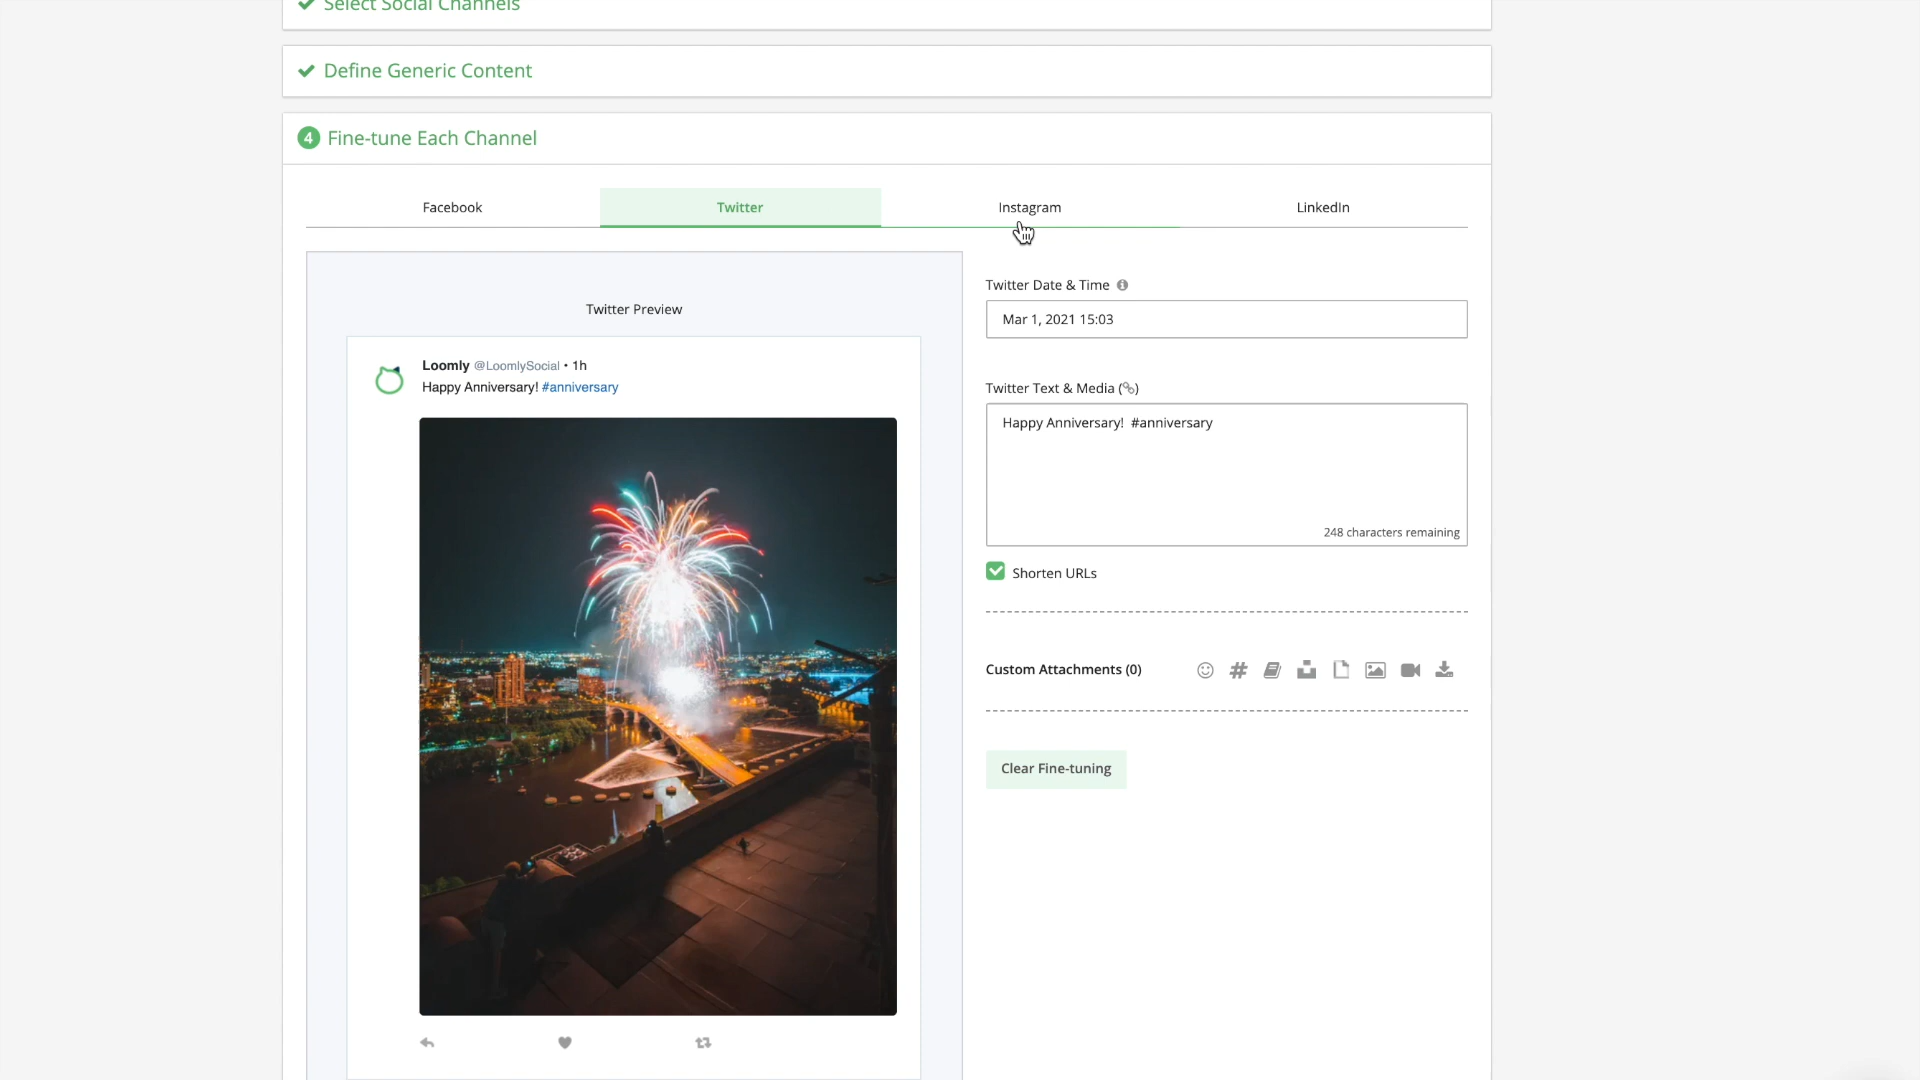 Select Social Channels
Define Generic Content
4 Fine-tune Each Channel
Facebook
Twitter
Instagram
LinkedIn
Twitter Preview
Loomly @LoomlySocial • 1h
Happy Anniversary! #anniversary
Twitter Date & Time
Mar 1, 2021 15:03
Twitter Text & Media ()
Happy Anniversary!  #anniversary
248 characters remaining
Shorten URLs
Custom Attachments (0)
Clear Fine-tuning